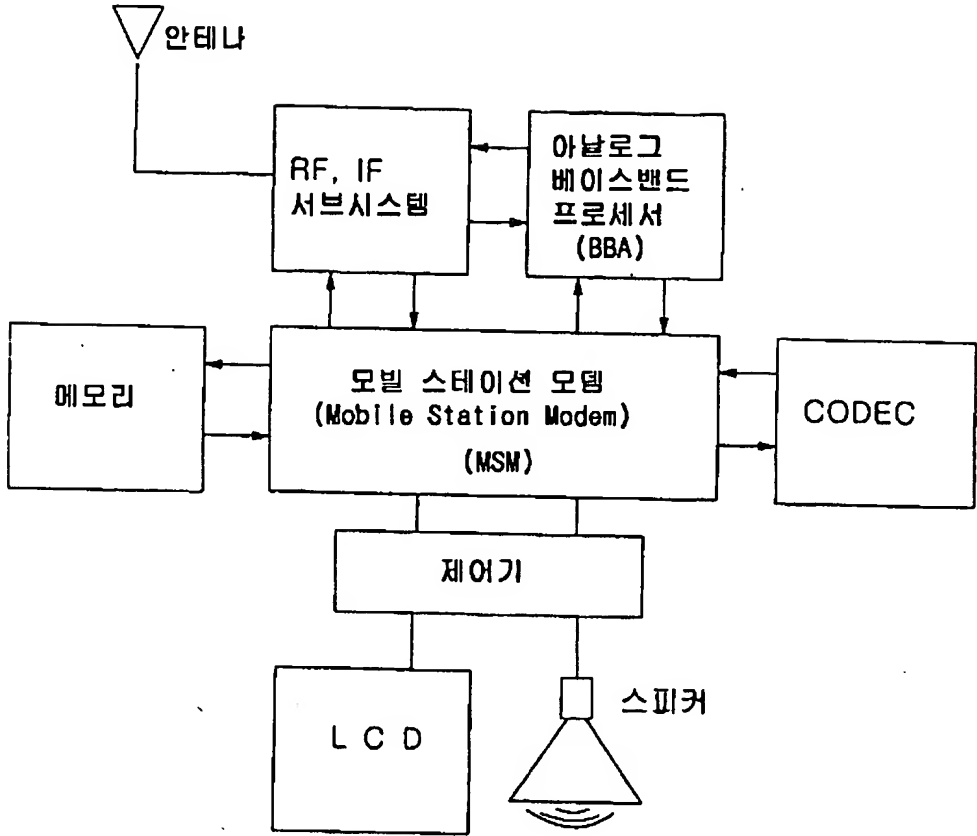 안테나
RF, IF
서브시스템
아날로그
베이스밴드
프로세서
(BBA)
메모리
모빌 스테이션 모뎀
(Mobile Station Modem)
(MSM)
CODEC
제어기
LCD
스피커